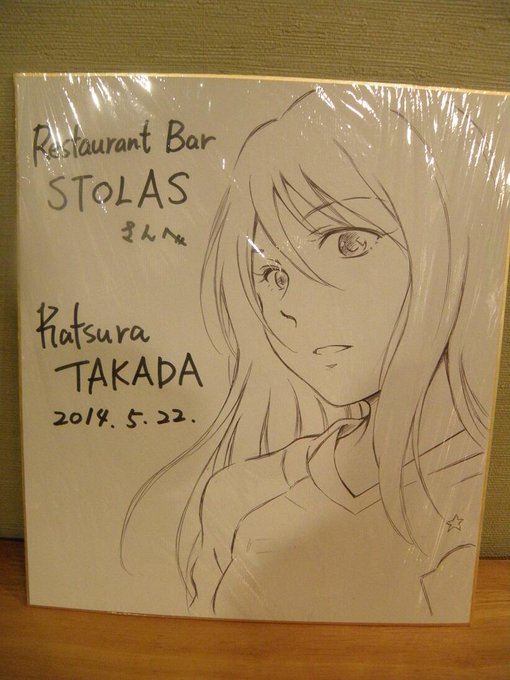 Restaurant Bar
STOLAS
さんへ
Katsura
TAKADA
2014. 5. 22.